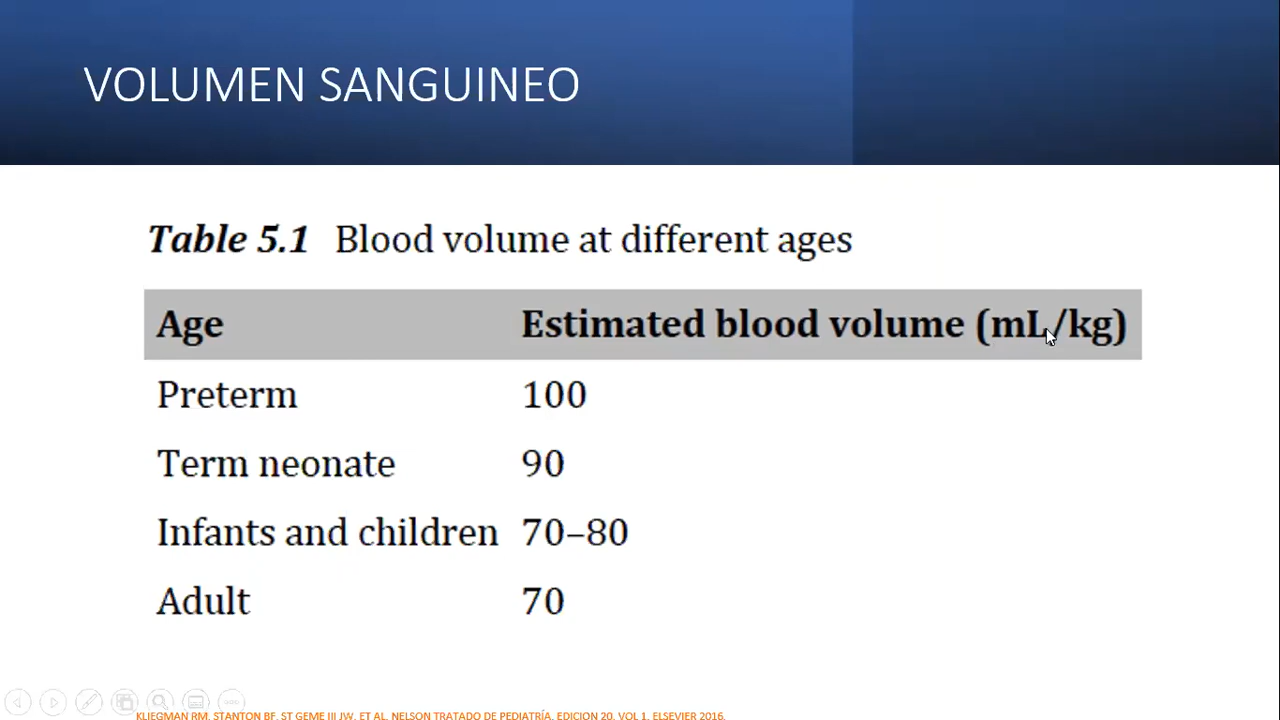 VOLUMEN SANGUINEO
Table 5.1 Blood volume at different ages
Age Estimated blood volume (mL/kg)
Preterm 100
Term neonate 90
Infants and children 70–80
Adult 70
KLIEGMAN RM, STANTON BF, ST GEME III JW, ET AL. NELSON TRATADO DE PEDIATRÍA. EDICION 20. VOL 1. ELSEVIER 2016.